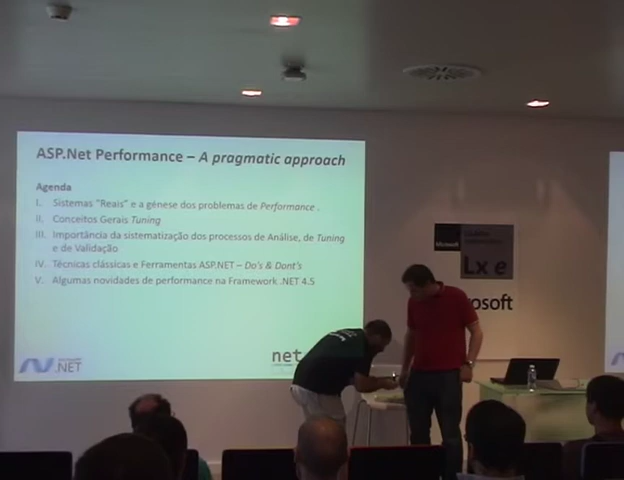 ASP.Net Performance – A pragmatic approach
Agenda
I. Sistemas "Reais" e a génese dos problemas de Performance .
II. Conceitos Gerais Tuning
III. Importância da sistematização dos processos de Análise, de Tuning
e de Validação
IV. Técnicas clássicas e Ferramentas ASP.NET – Do's & Dont's
V. Algumas novidades de performance na Framework .NET 4.5
.NET
net
Microsoft
Lx e
osoft